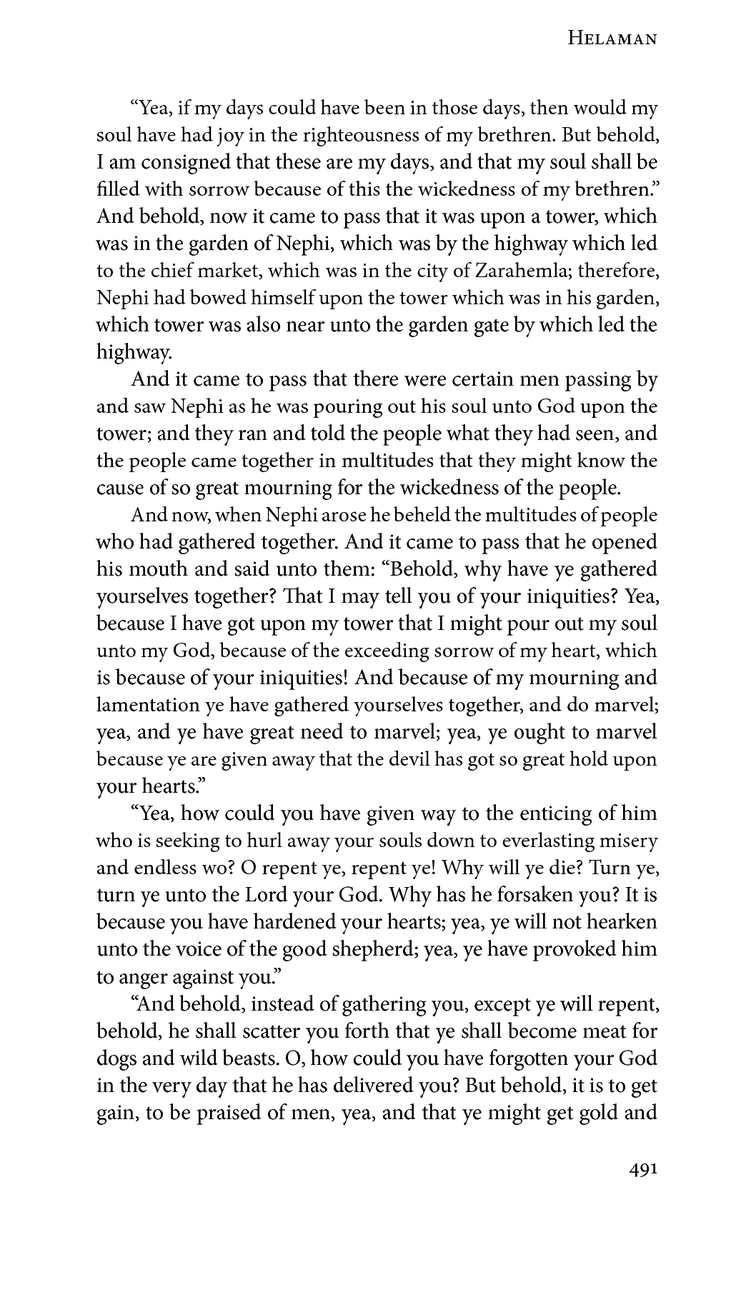 Helaman
“Yea, if my days could have been in those days, then would my
soul have had joy in the righteousness of my brethren. But behold,
I am consigned that these are my days, and that my soul shall be
filled with sorrow because of this the wickedness of my brethren.”
And behold, now it came to pass that it was upon a tower, which
was in the garden of Nephi, which was by the highway which led
to the chief market, which was in the city of Zarahemla; therefore,
Nephi had bowed himself upon the tower which was in his garden,
which tower was also near unto the garden gate by which led the
highway.
And it came to pass that there were certain men passing by
and saw Nephi as he was pouring out his soul unto God upon the
tower; and they ran and told the people what they had seen, and
the people came together in multitudes that they might know the
cause of so great mourning for the wickedness of the people.
And now, when Nephi arose he beheld the multitudes of people
who had gathered together. And it came to pass that he opened
his mouth and said unto them: “Behold, why have ye gathered
yourselves together? That I may tell you of your iniquities? Yea,
because I have got upon my tower that I might pour out my soul
unto my God, because of the exceeding sorrow of my heart, which
is because of your iniquities! And because of my mourning and
lamentation ye have gathered yourselves together, and do marvel;
yea, and ye have great need to marvel; yea, ye ought to marvel
because ye are given away that the devil has got so great hold upon
your hearts.”
“Yea, how could you have given way to the enticing of him
who is seeking to hurl away your souls down to everlasting misery
and endless wo? O repent ye, repent ye! Why will ye die? Turn ye,
turn ye unto the Lord your God. Why has he forsaken you? It is
because you have hardened your hearts; yea, ye will not hearken
unto the voice of the good shepherd; yea, ye have provoked him
to anger against you.”
“And behold, instead of gathering you, except ye will repent,
behold, he shall scatter you forth that ye shall become meat for
dogs and wild beasts. O, how could you have forgotten your God
in the very day that he has delivered you? But behold, it is to get
gain, to be praised of men, yea, and that ye might get gold and
491